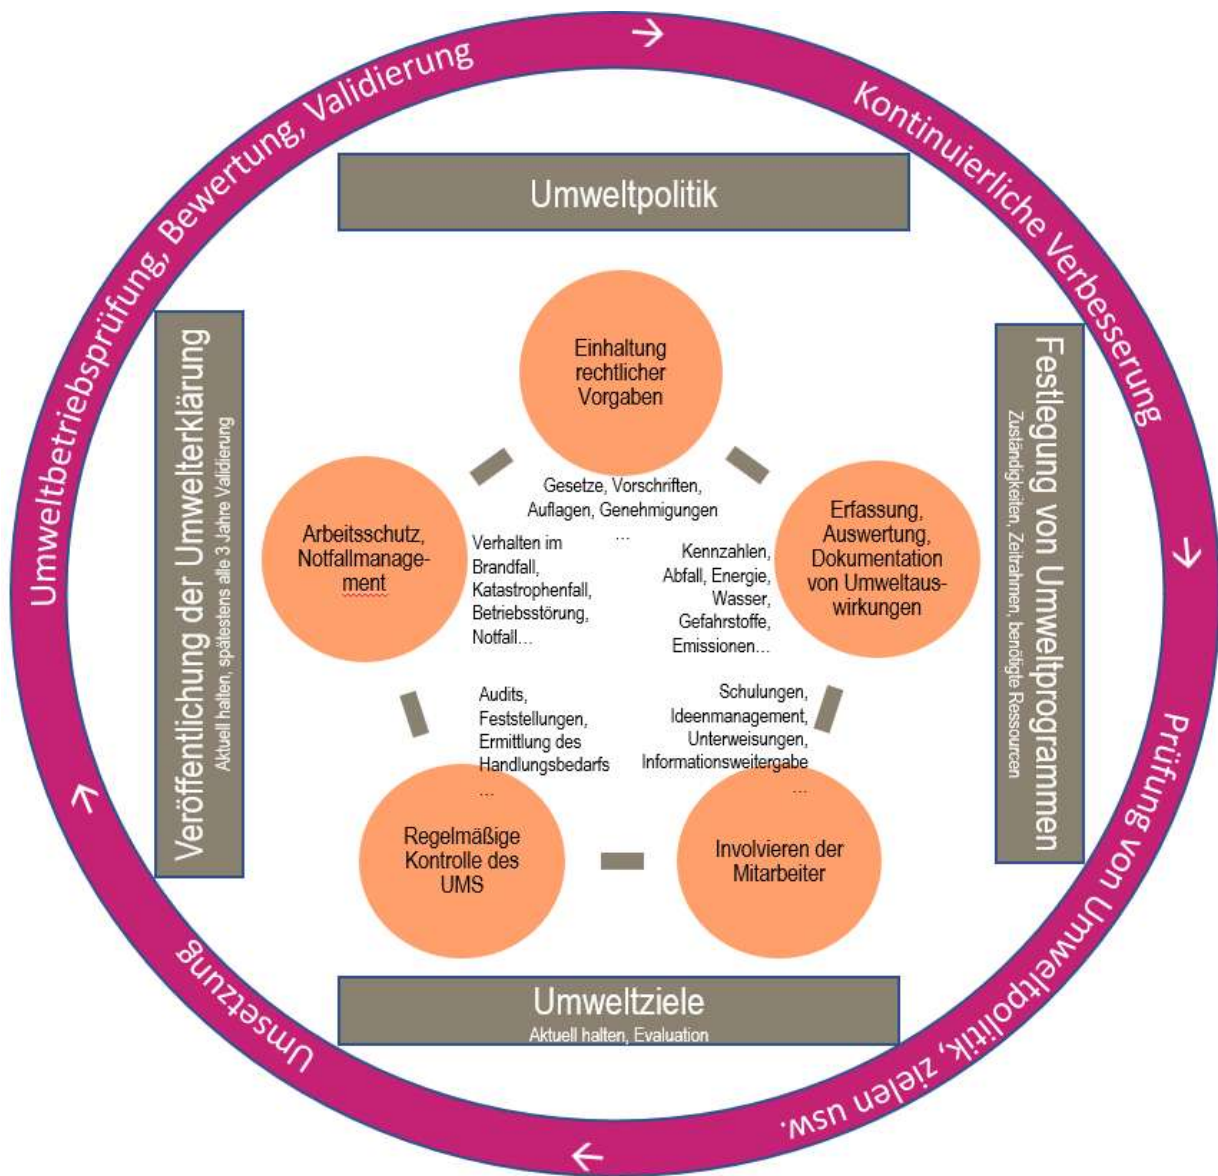 Umweltbetriebsprüfung, Bewertung, Validierung
→
Kontinuierliche Verbesserung
→
Prüfung von Umweltpolitik, zielen usw.
→
Umsetzung
→
Umweltpolitik
Veröffentlichung der Umwelterklärung
Aktuell halten, spätestens alle 3 Jahre Validierung
Festlegung von Umweltprogrammen
Zuständigkeiten, Zeitrahmen, benötigte Ressourcen
Einhaltung
rechtlicher
Vorgaben
Gesetze, Vorschriften,
Auflagen, Genehmigungen
…
Arbeitsschutz,
Notfallmanage-
ment
Verhalten im
Brandfall,
Katastrophenfall,
Betriebsstörung,
Notfall…
Kennzahlen,
Abfall, Energie,
Wasser,
Gefahrstoffe,
Emissionen…
Erfassung,
Auswertung,
Dokumentation
von Umweltaus-
wirkungen
Audits,
Feststellungen,
Ermittlung des
Handlungsbedarfs
…
Schulungen,
Ideenmanagement,
Unterweisungen,
Informationsweitergabe
…
Regelmäßige
Kontrolle des
UMS
Involvieren der
Mitarbeiter
Umweltziele
Aktuell halten, Evaluation